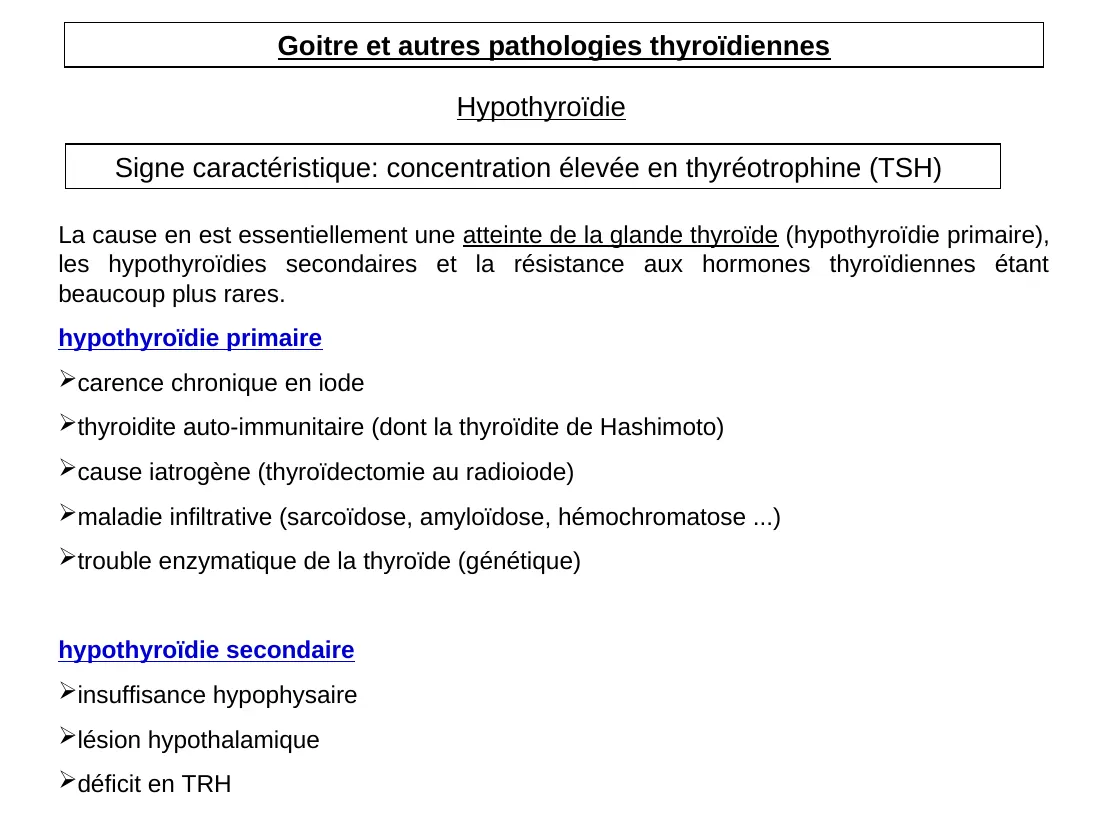 Goitre et autres pathologies thyroïdiennes
Hypothyroïdie
Signe caractéristique: concentration élevée en thyréotrophine (TSH)
La cause en est essentiellement une atteinte de la glande thyroïde (hypothyroïdie primaire),
les hypothyroïdies secondaires et la résistance aux hormones thyroïdiennes étant
beaucoup plus rares.
hypothyroïdie primaire
➢carence chronique en iode
➢thyroidite auto-immunitaire (dont la thyroïdite de Hashimoto)
➢cause iatrogène (thyroïdectomie au radioiode)
➢maladie infiltrative (sarcoïdose, amyloïdose, hémochromatose ...)
➢trouble enzymatique de la thyroïde (génétique)
hypothyroïdie secondaire
➢insuffisance hypophysaire
➢lésion hypothalamique
➢déficit en TRH